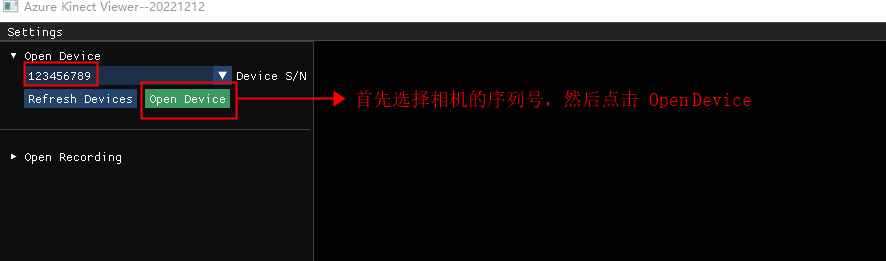 Azure Kinect Viewer--20221212
Settings
▼ Open Device
123456789 ▼ Device S/N
Refresh Devices Open Device
首先选择相机的序列号，然后点击 OpenDevice
▶ Open Recording